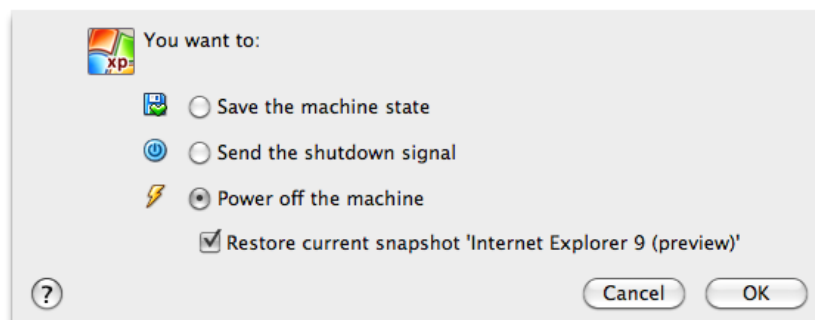 You want to:
xp
Save the machine state
Send the shutdown signal
Power off the machine
Restore current snapshot 'Internet Explorer 9 (preview)'
?
Cancel
OK